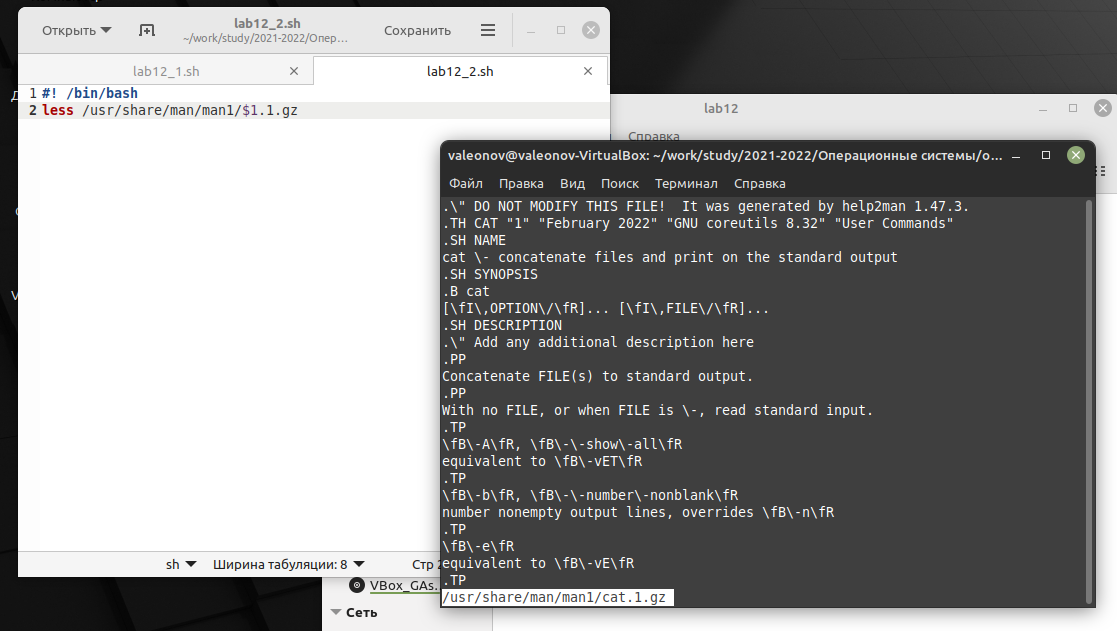 Открыть
lab12_2.sh
~/work/study/2021-2022/Опер...
Сохранить
lab12_1.sh
lab12_2.sh
1 #! /bin/bash
2 less /usr/share/man/man1/$1.1.gz
sh
Ширина табуляции: 8
Стр 2
lab12
Справка
valeonov@valeonov-VirtualBox: ~/work/study/2021-2022/Операционные системы/о...
Файл Правка Вид Поиск Терминал Справка
.\" DO NOT MODIFY THIS FILE!  It was generated by help2man 1.47.3.
.TH CAT "1" "February 2022" "GNU coreutils 8.32" "User Commands"
.SH NAME
cat \- concatenate files and print on the standard output
.SH SYNOPSIS
.B cat
[\fI\,OPTION\/\fR]... [\fI\,FILE\/\fR]...
.SH DESCRIPTION
.\" Add any additional description here
.PP
Concatenate FILE(s) to standard output.
.PP
With no FILE, or when FILE is \-, read standard input.
.TP
\fB\-A\fR, \fB\-\-show\-all\fR
equivalent to \fB\-vET\fR
.TP
\fB\-b\fR, \fB\-\-number\-nonblank\fR
number nonempty output lines, overrides \fB\-n\fR
.TP
\fB\-e\fR
equivalent to \fB\-vE\fR
.TP
/usr/share/man/man1/cat.1.gz
VBox_GAs.
Сеть